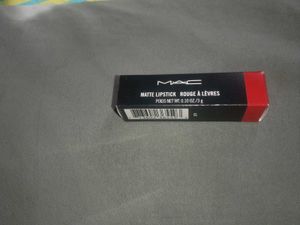 MAC
MATTE LIPSTICK ROUGE À LÈVRES
POIDS NET WT. 0.10 OZ/3 g